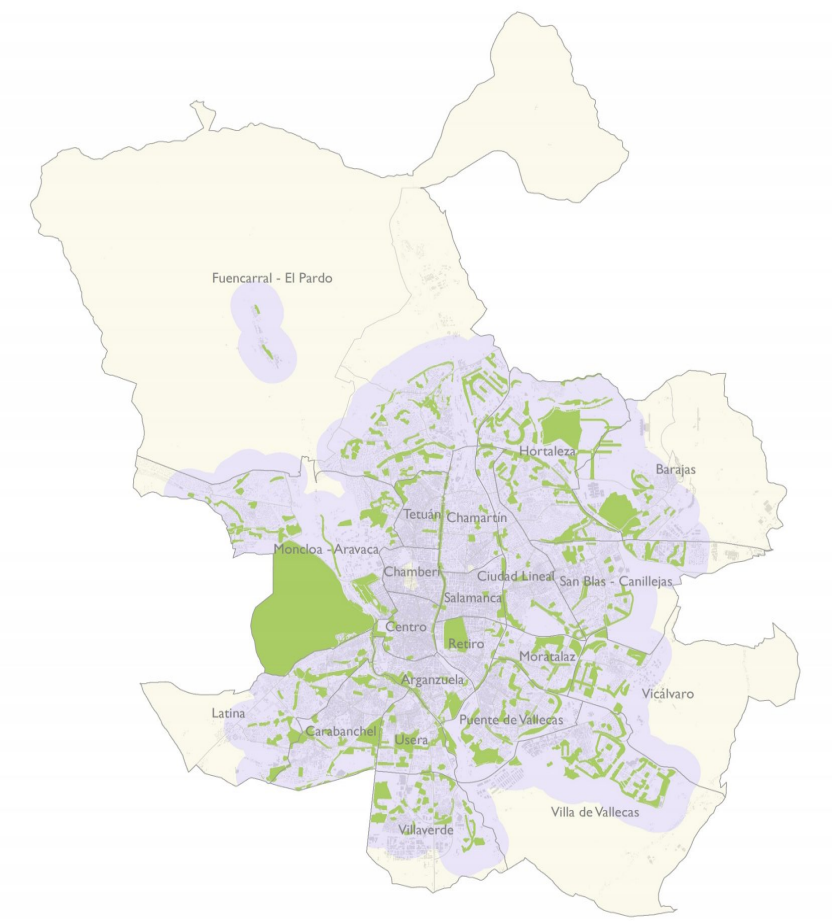 Fuencarral - El Pardo
Hortaleza
Barajas
Tetuán
Chamartín
Moncloa - Aravaca
Chamberí
Ciudad Lineal
San Blas - Canillejas
Salamanca
Centro
Retiro
Moratalaz
Arganzuela
Vicálvaro
Latina
Puente de Vallecas
Carabanchel
Usera
Villa de Vallecas
Villaverde